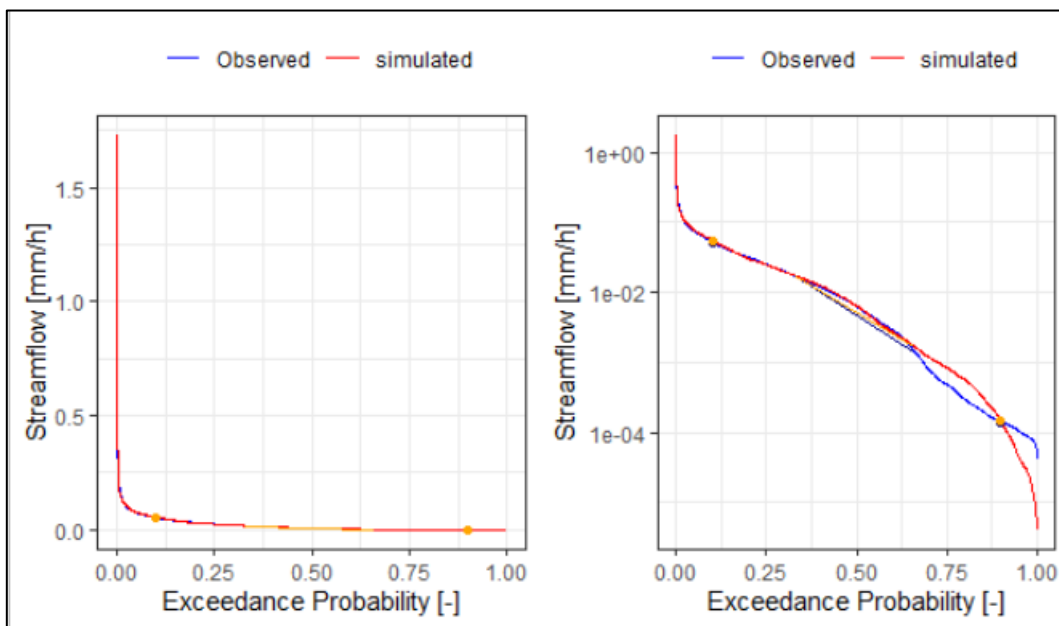 Observed simulated
Streamflow [mm/h]
1.5
1.0
0.5
0.0
0.00 0.25 0.50 0.75 1.00
Exceedance Probability [-]
Observed simulated
Streamflow [mm/h]
1e+00
1e-02
1e-04
0.00 0.25 0.50 0.75 1.00
Exceedance Probability [-]